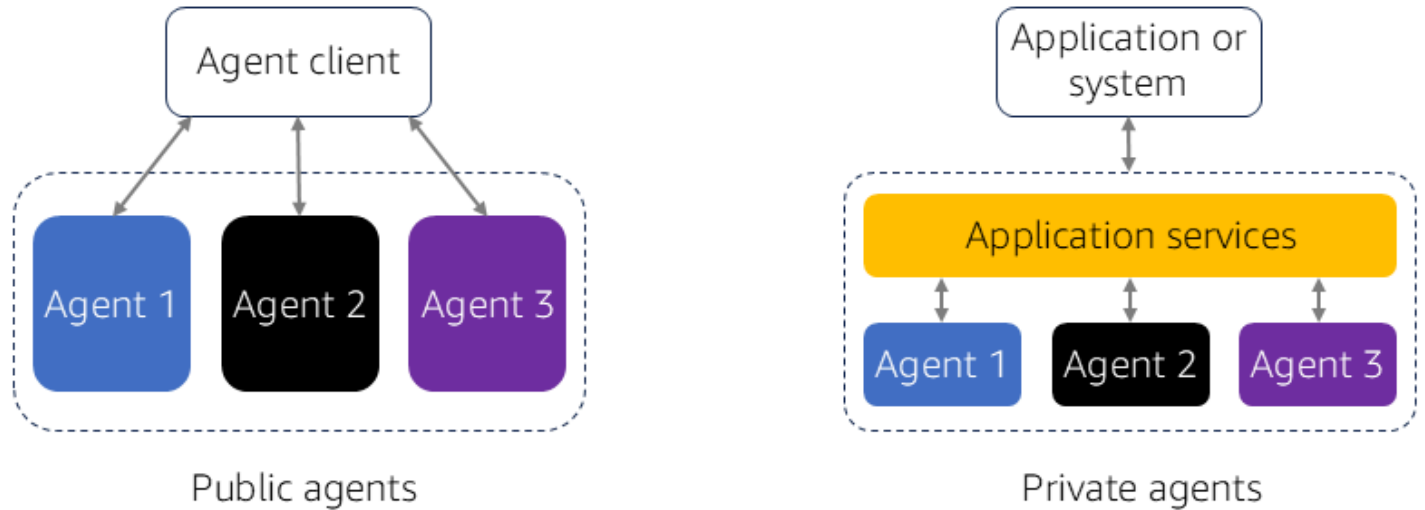 Agent client
Agent 1
Agent 2
Agent 3
Public agents
Application or
system
Application services
Agent 1
Agent 2
Agent 3
Private agents